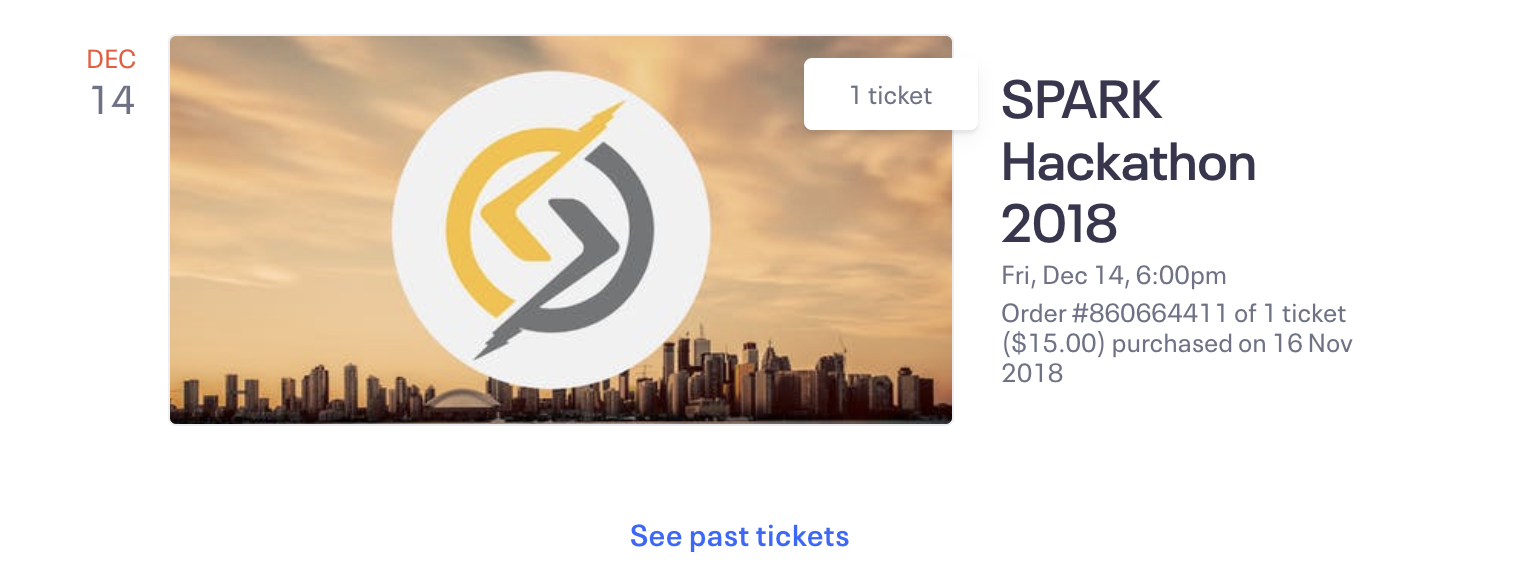 DEC
14
1 ticket
SPARK
Hackathon
2018
Fri, Dec 14, 6:00pm
Order #860664411 of 1 ticket
($15.00) purchased on 16 Nov
2018
See past tickets